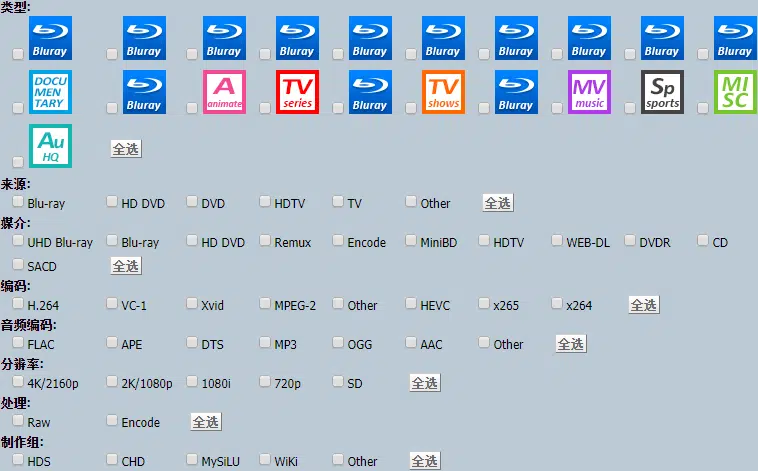 类型:
Bluray Bluray Bluray Bluray Bluray Bluray Bluray Bluray Bluray Bluray
DOCU MEN TARY Bluray A animate TV series Bluray TV shows Bluray MV music Sp sports MI SC
Au HQ 全选
来源:
Blu-ray HD DVD DVD HDTV TV Other 全选
媒介:
UHD Blu-ray Blu-ray HD DVD Remux Encode MiniBD HDTV WEB-DL DVDR CD
SACD 全选
编码:
H.264 VC-1 Xvid MPEG-2 Other HEVC x265 x264 全选
音频编码:
FLAC APE DTS MP3 OGG AAC Other 全选
分辨率:
4K/2160p 2K/1080p 1080i 720p SD 全选
处理:
Raw Encode 全选
制作组:
HDS CHD MySiLU WiKi Other 全选